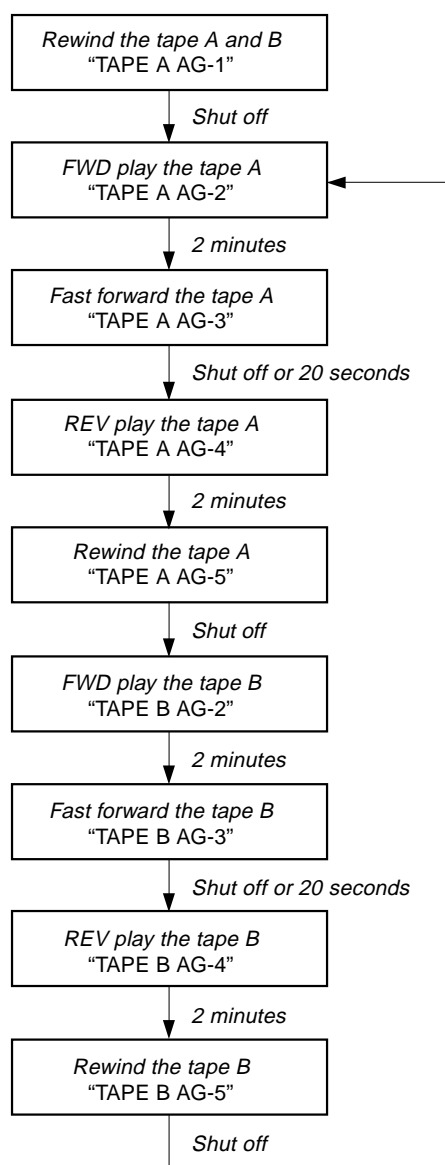 Rewind the tape A and B
“TAPE A AG-1”
Shut off
FWD play the tape A
“TAPE A AG-2”
2 minutes
Fast forward the tape A
“TAPE A AG-3”
Shut off or 20 seconds
REV play the tape A
“TAPE A AG-4”
2 minutes
Rewind the tape A
“TAPE A AG-5”
Shut off
FWD play the tape B
“TAPE B AG-2”
2 minutes
Fast forward the tape B
“TAPE B AG-3”
Shut off or 20 seconds
REV play the tape B
“TAPE B AG-4”
2 minutes
Rewind the tape B
“TAPE B AG-5”
Shut off